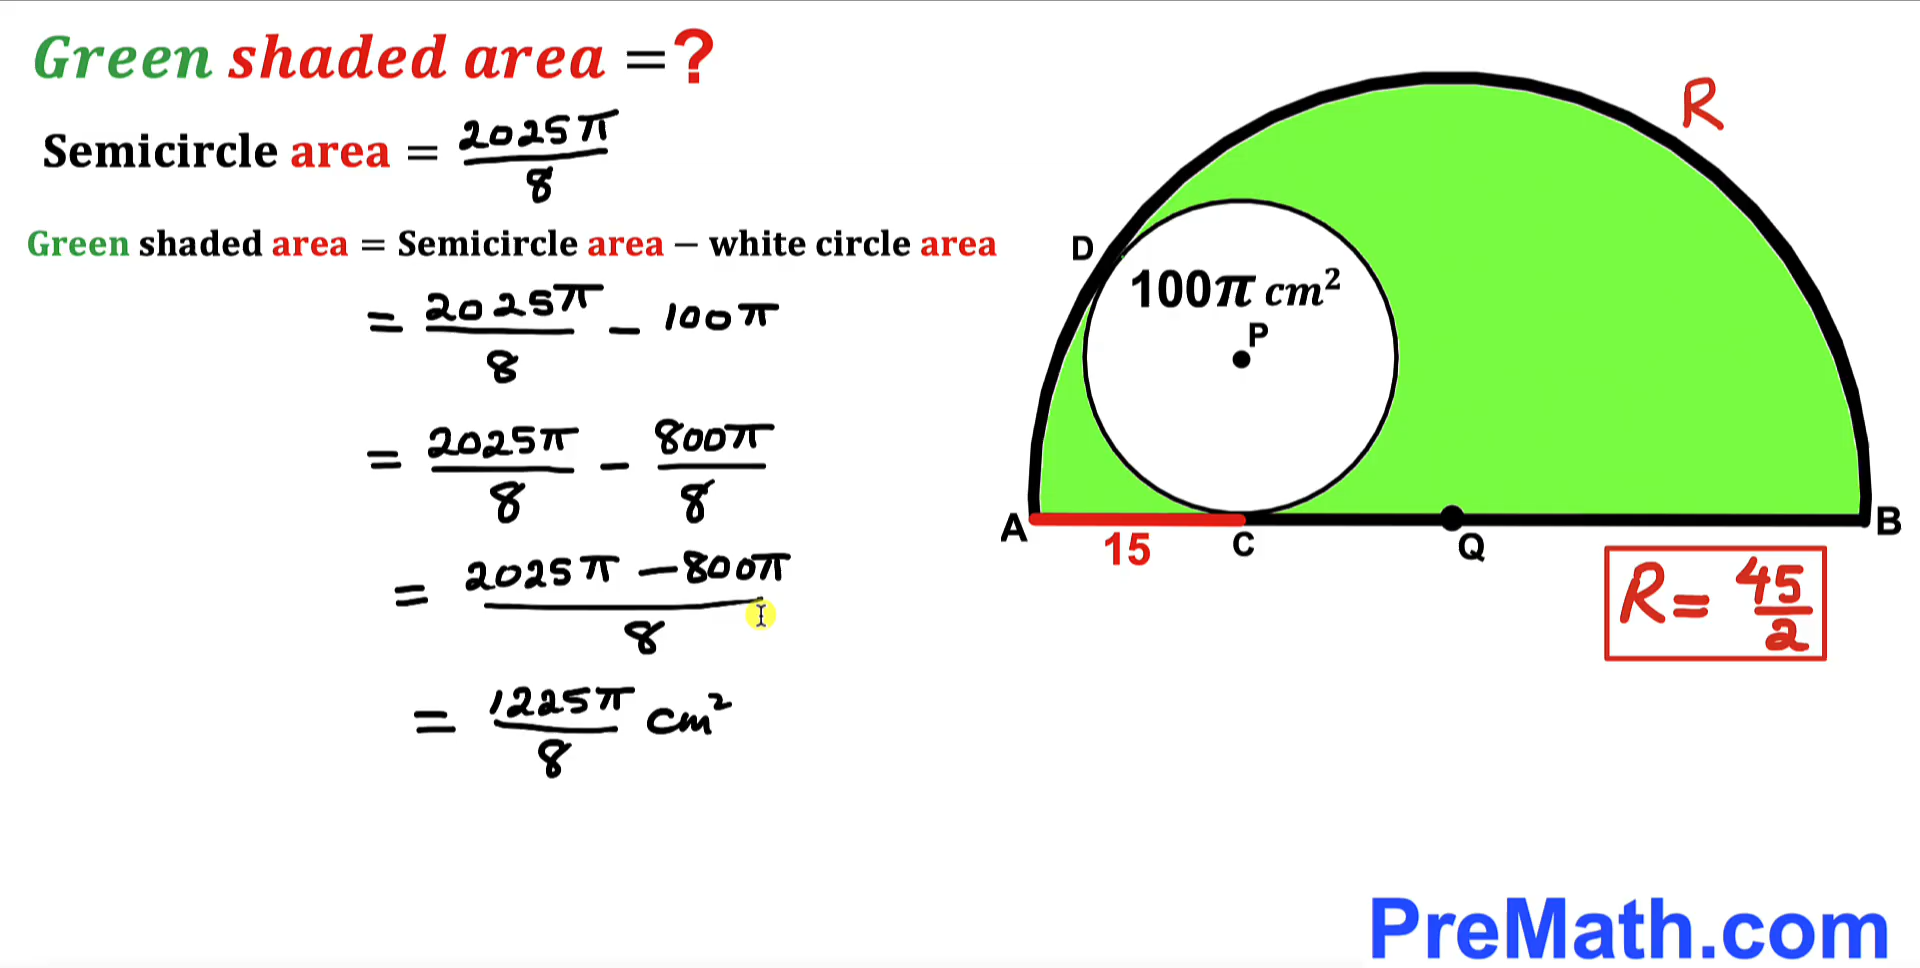 Green shaded area =?
Semicircle area = 2025π/8
Green shaded area = Semicircle area − white circle area
= 2025π/8 − 100π
= 2025π/8 − 800π/8
= (2025π − 800π)/8
= 1225π/8 cm²
R
D
100π cm²
P
A
15
C
Q
B
R = 45/2
PreMath.com